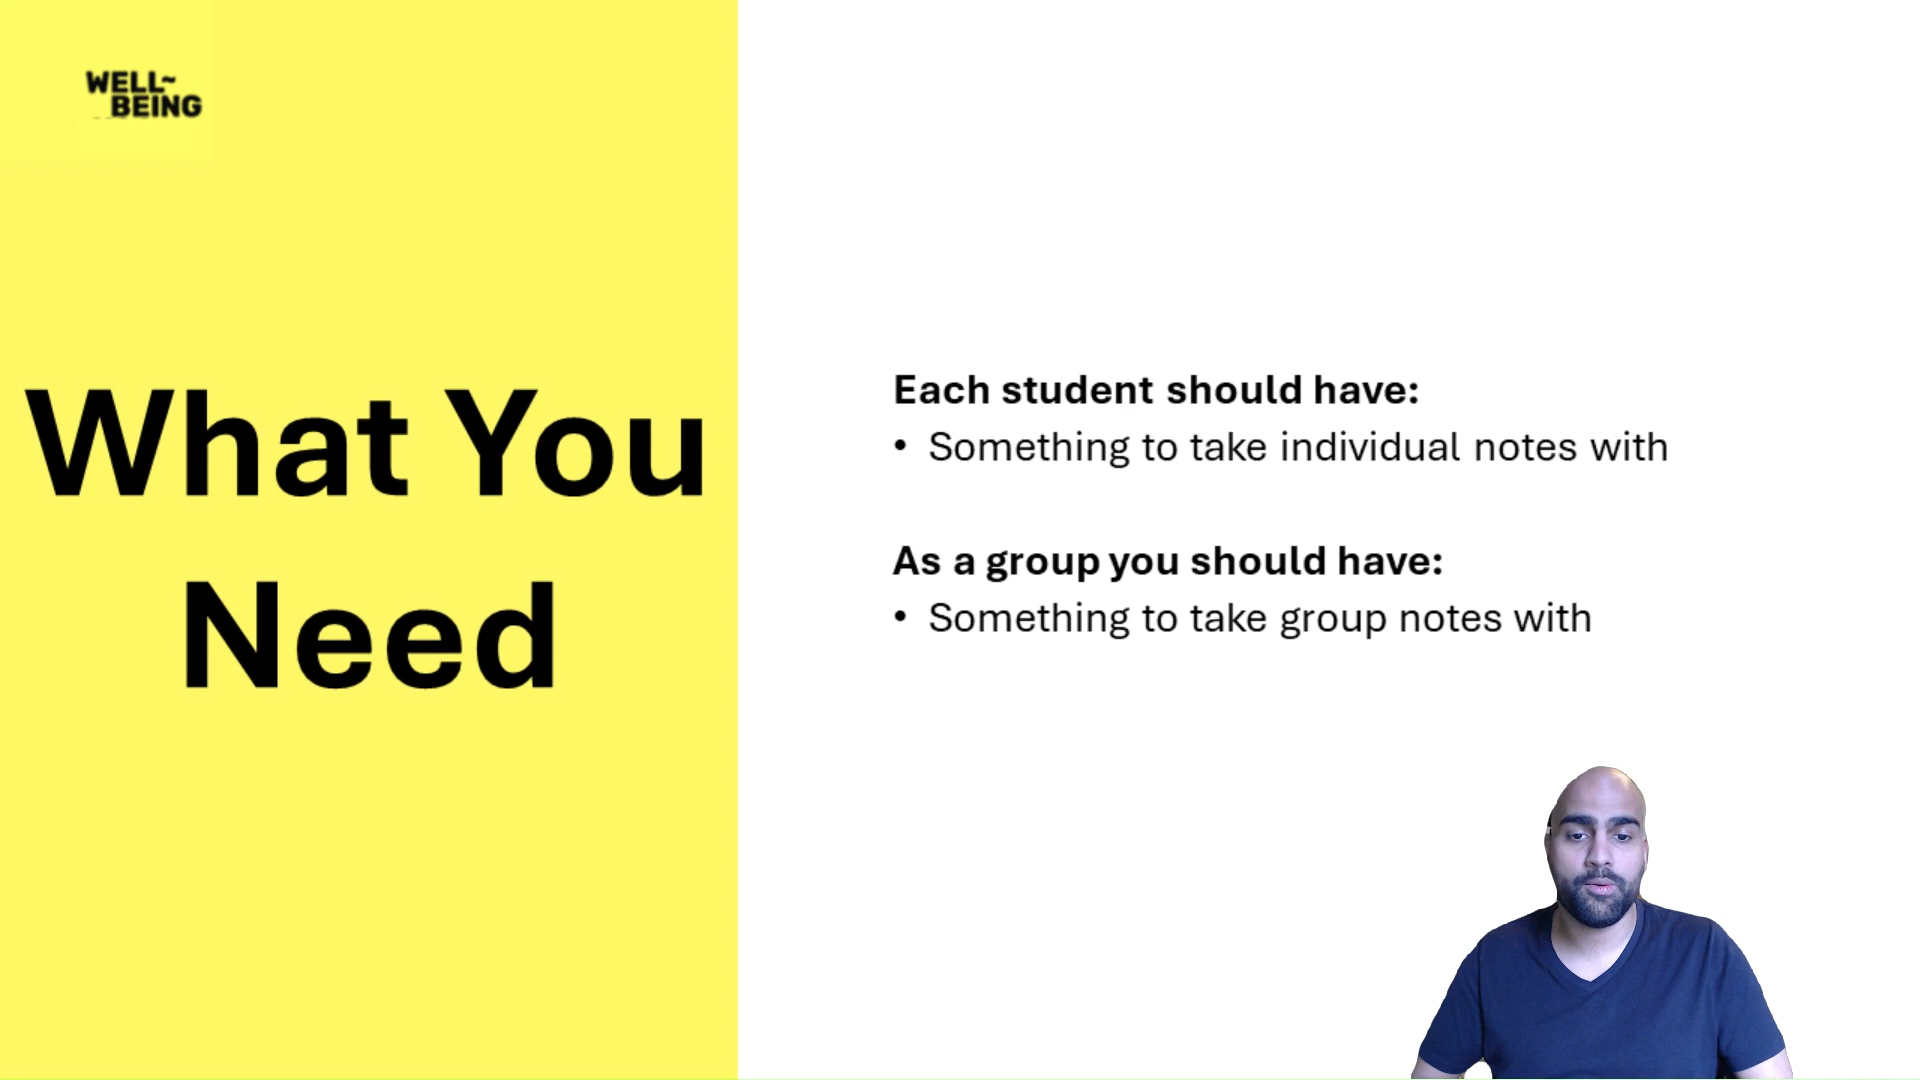 WELL~
BEING
What You
Need
Each student should have:
• Something to take individual notes with
As a group you should have:
• Something to take group notes with